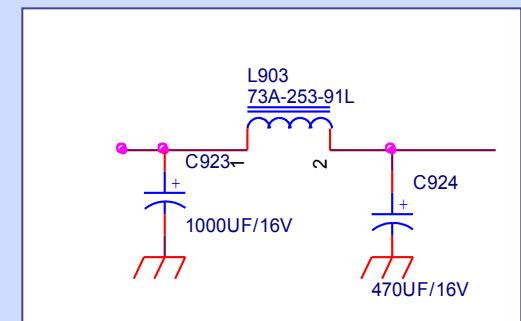 L903
73A-253-91L
C923
1
2
+
1000UF/16V
C924
+
470UF/16V